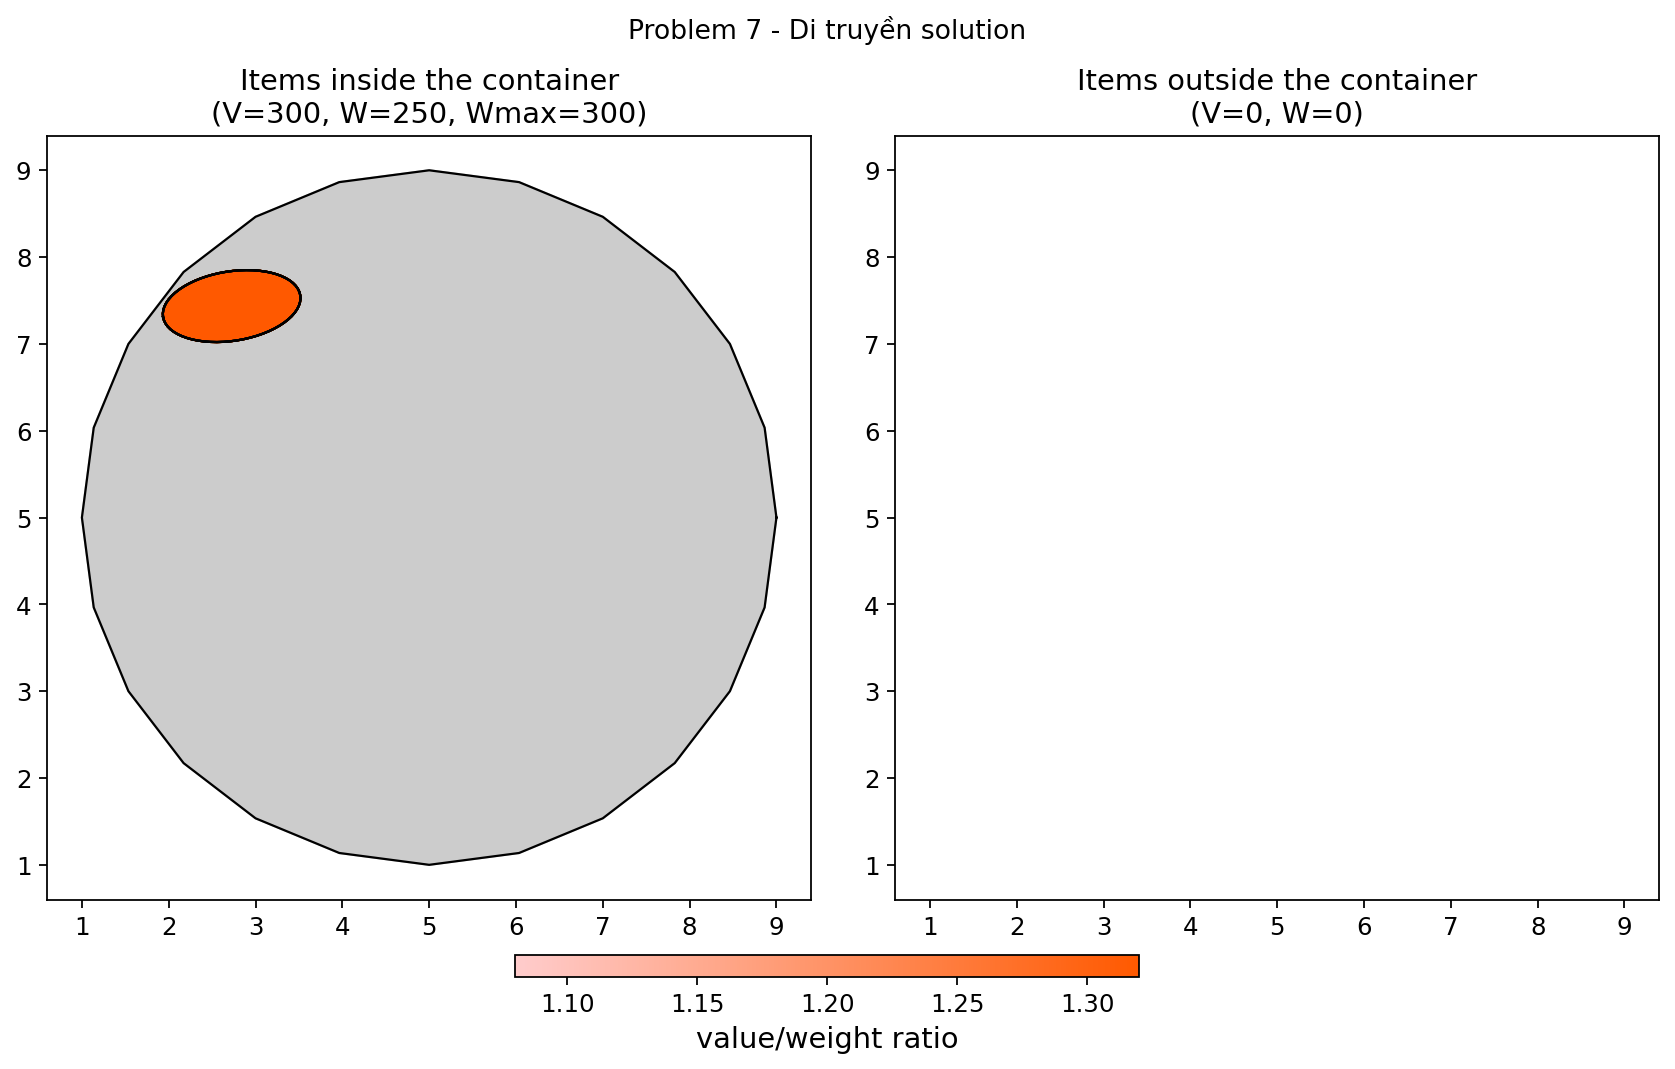 Problem 7 - Di truyền solution
Items inside the container
(V=300, W=250, Wmax=300)
9
8
7
6
5
4
3
2
1
1 2 3 4 5 6 7 8 9
Items outside the container
(V=0, W=0)
9
8
7
6
5
4
3
2
1
1 2 3 4 5 6 7 8 9
1.10 1.15 1.20 1.25 1.30
value/weight ratio